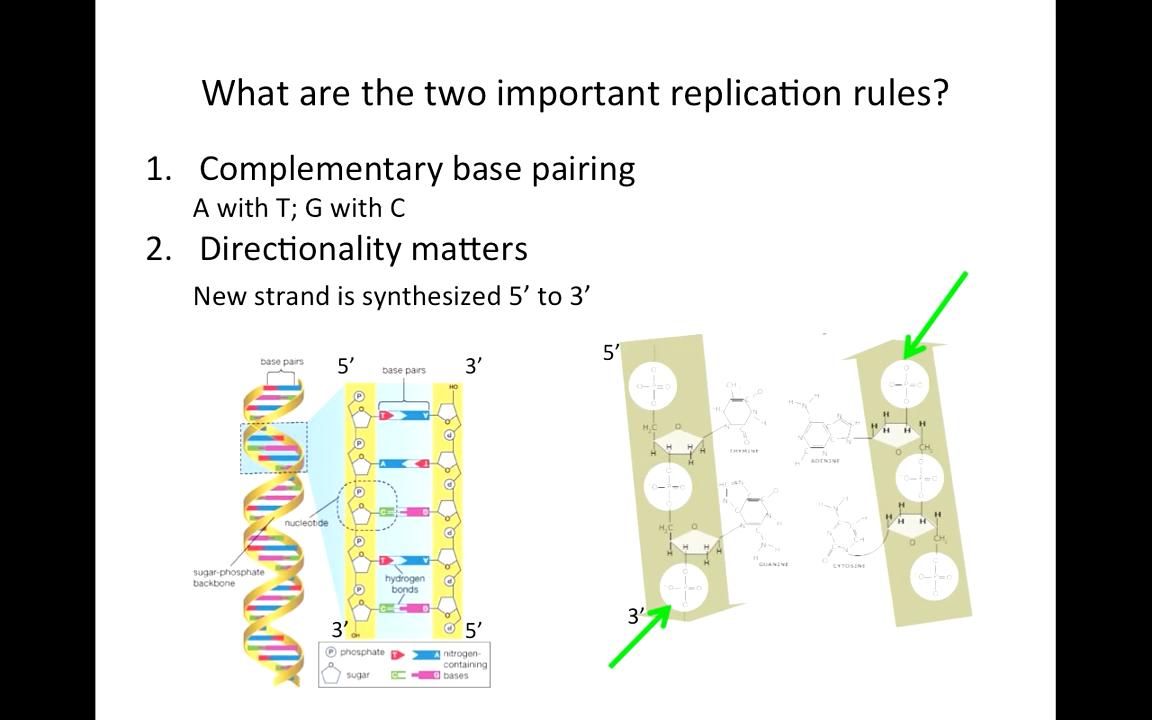 What are the two important replication rules?
1. Complementary base pairing
A with T; G with C
2. Directionality matters
New strand is synthesized 5’ to 3’
base pairs
5’
base pairs
3’
HO
P
T
A
P
A
T
P
C
G
nucleotide
P
T
A
sugar-phosphate
backbone
hydrogen
bonds
P
C
G
3’
OH
5’
P phosphate
T
A
nitrogen-
containing
bases
sugar
C
G
5’
THYMINE
ADENINE
GUANINE
CYTOSINE
3’